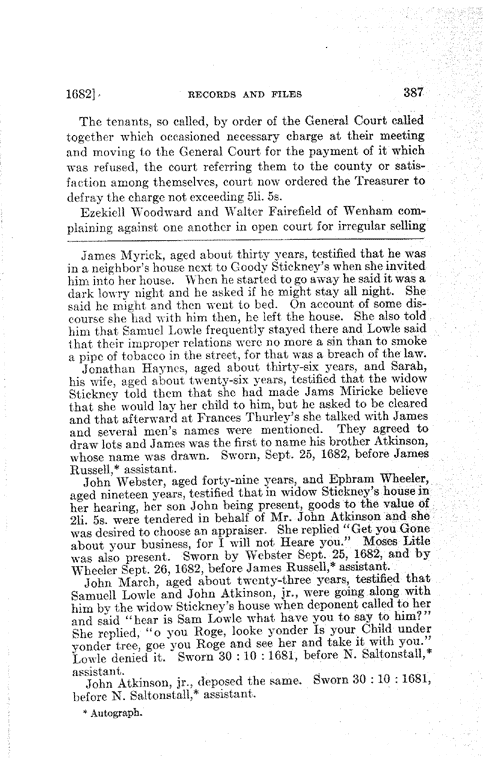 1682]
RECORDS AND FILES
387
The tenants, so called, by order of the General Court called
together which occasioned necessary charge at their meeting
and moving to the General Court for the payment of it which
was refused, the court referring them to the county or satis-
faction among themselves, court now ordered the Treasurer to
defray the charge not exceeding 5li. 5s.
Ezekiell Woodward and Walter Fairefield of Wenham com-
plaining against one another in open court for irregular selling
James Myrick, aged about thirty years, testified that he was
in a neighbor's house next to Goody Stickney's when she invited
him into her house. When he started to go away he said it was a
dark lowry night and he asked if he might stay all night. She
said he might and then went to bed. On account of some dis-
course she had with him then, he left the house. She also told
him that Samuel Lowle frequently stayed there and Lowle said
that their improper relations were no more a sin than to smoke
a pipe of tobacco in the street, for that was a breach of the law.
Jonathan Haynes, aged about thirty-six years, and Sarah,
his wife, aged about twenty-six years, testified that the widow
Stickney told them that she had made Jams Miricke believe
that she would lay her child to him, but he asked to be cleared
and that afterward at Frances Thurley's she talked with James
and several men's names were mentioned. They agreed to
draw lots and James was the first to name his brother Atkinson,
whose name was drawn. Sworn, Sept. 25, 1682, before James
Russell,* assistant.
John Webster, aged forty-nine years, and Ephram Wheeler,
aged nineteen years, testified that in widow Stickney's house in
her hearing, her son John being present, goods to the value of
2li. 5s. were tendered in behalf of Mr. John Atkinson and she
was desired to choose an appraiser. She replied "Get you Gone
about your business, for I will not Heare you." Moses Litle
was also present. Sworn by Webster Sept. 25, 1682, and by
Wheeler Sept. 26, 1682, before James Russell,* assistant.
John March, aged about twenty-three years, testified that
Samuell Lowle and John Atkinson, jr., were going along with
him by the widow Stickney's house when deponent called to her
and said "hear is Sam Lowle what have you to say to him?"
She replied, "o you Roge, looke yonder Is your Child under
yonder tree, goe you Roge and see her and take it with you."
Lowle denied it. Sworn 30 : 10 : 1681, before N. Saltonstall,*
assistant.
John Atkinson, jr., deposed the same. Sworn 30 : 10 : 1681,
before N. Saltonstall,* assistant.
* Autograph.